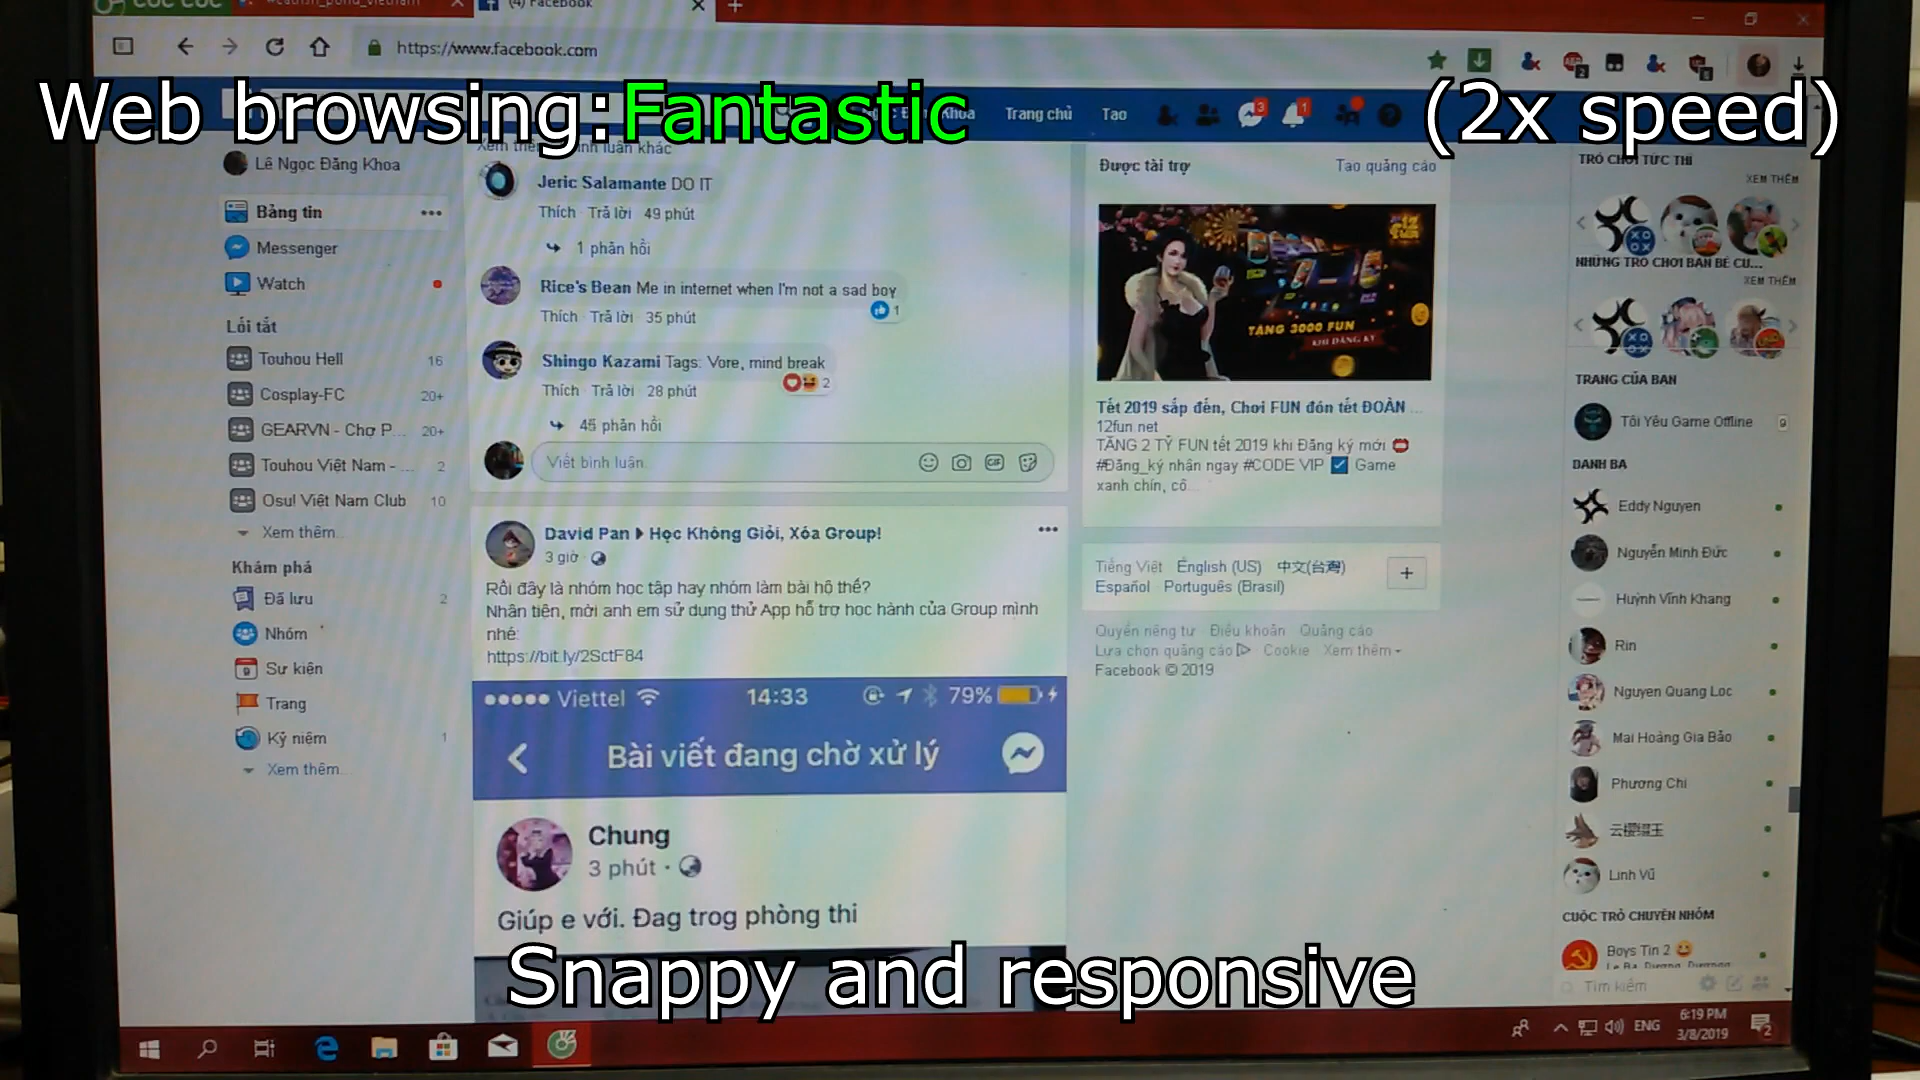 (4) Facebook
https://www.facebook.com
Web browsing: Fantastic
(2x speed)
Trang chủ
Tạo
3
1
Lê Ngọc Đăng Khoa
Bảng tin
Messenger
Watch
Lối tắt
Touhou Hell 16
Cosplay-FC 20+
GEARVN - Chợ P... 20+
Touhou Việt Nam - ... 2
Osu! Việt Nam Club 10
Xem thêm...
Khám phá
Đã lưu 2
Nhóm
Sự kiện
Trang
Kỷ niệm 1
Xem thêm...
Jeric Salamante DO IT
Thích · Trả lời · 49 phút
1 phản hồi
Rice's Bean Me in internet when I'm not a sad boy
1
Thích · Trả lời · 35 phút
Shingo Kazami Tags: Vore, mind break
2
Thích · Trả lời · 28 phút
45 phản hồi
Viết bình luận...
GIF
David Pan ▸ Học Không Giỏi, Xóa Group!
3 giờ ·
Rồi đây là nhóm học tập hay nhóm làm bài hộ thế?
Nhân tiện, mời anh em sử dụng thử App hỗ trợ học hành của Group mình
nhé:
https://bit.ly/2SctF84
Viettel 14:33 79%
Bài viết đang chờ xử lý
Chung
3 phút ·
Giúp e với. Đag trog phòng thi
Được tài trợ
Tạo quảng cáo
TẶNG 3000 FUN
KHI ĐĂNG KÝ
Tết 2019 sắp đến, Chơi FUN đón tết ĐOÀN ...
12fun.net
TẶNG 2 TỶ FUN tết 2019 khi Đăng ký mới
#Đăng_ký nhận ngay #CODE VIP Game
xanh chín, cô...
Tiếng Việt · English (US) · 中文(台灣)
Español · Português (Brasil)
Quyền riêng tư · Điều khoản · Quảng cáo
Lựa chọn quảng cáo · Cookie · Xem thêm
Facebook © 2019
TRÒ CHƠI TỨC THÌ
XEM THÊM
NHỮNG TRÒ CHƠI BẠN BÈ CỦ...
XEM THÊM
TRANG CỦA BẠN
Tôi Yêu Game Offline 9
DANH BẠ
Eddy Nguyen
Nguyễn Minh Đức
Huỳnh Vĩnh Khang
Rin
Nguyen Quang Loc
Mai Hoàng Gia Bảo
Phương Chi
Linh Vũ
CUỘC TRÒ CHUYỆN NHÓM
Boys Tin 2
Tìm kiếm
Snappy and responsive
ENG
6:19 PM
3/8/2019
2